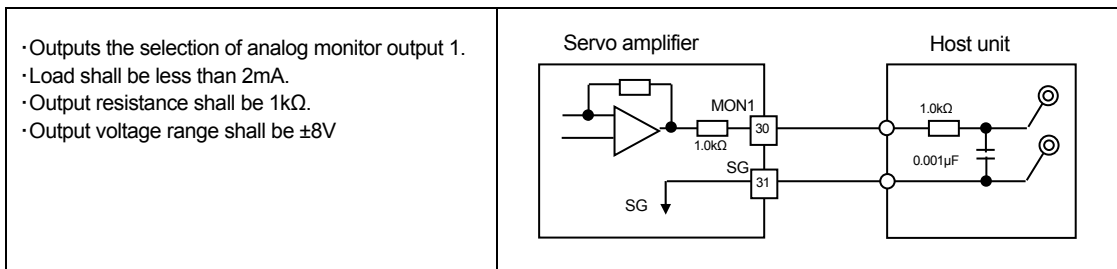 ·Outputs the selection of analog monitor output 1.
·Load shall be less than 2mA.
·Output resistance shall be 1kΩ.
·Output voltage range shall be ±8V
Servo amplifier
Host unit
MON1
30
1.0kΩ
1.0kΩ
0.001μF
SG
31
SG